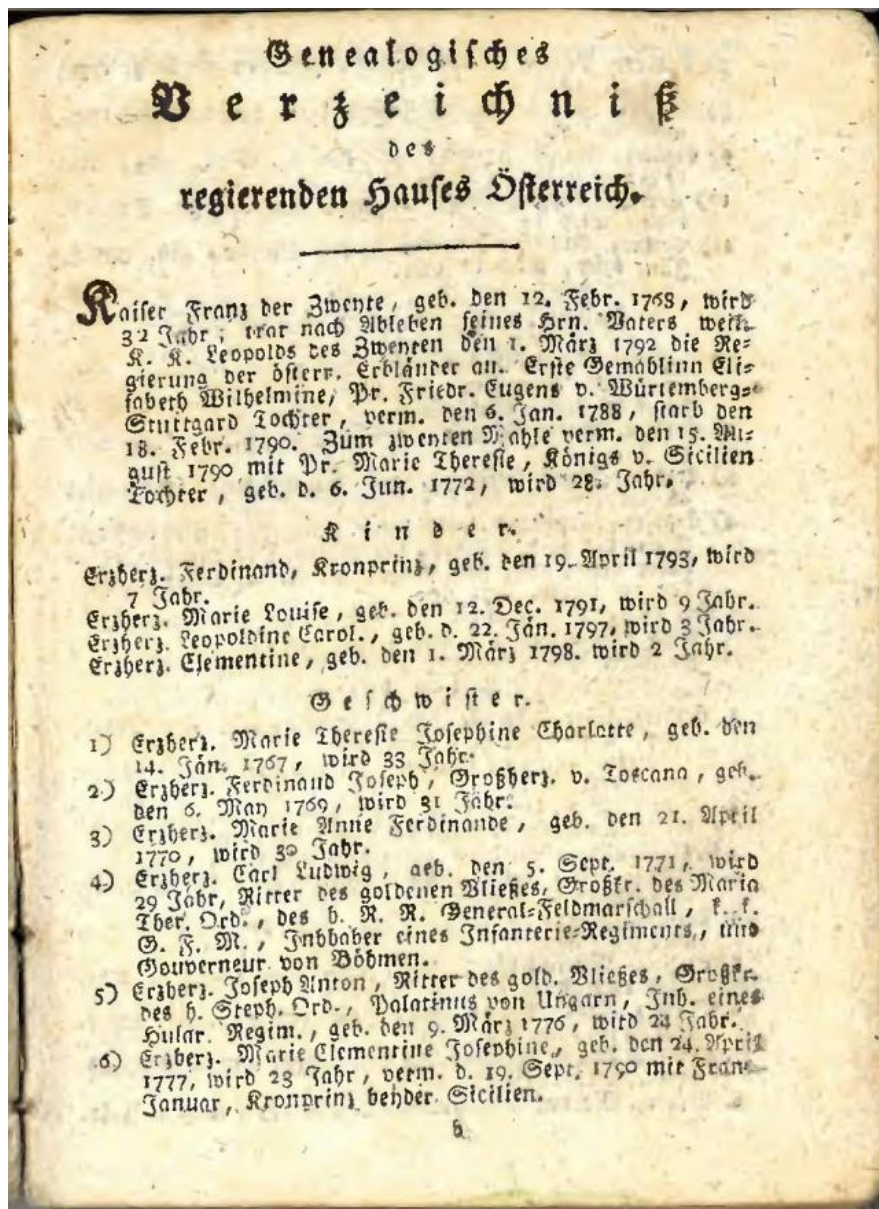 Genealogisches
Verzeichniß
des
regierenden Hauses Österreich.
Kaiser Franz der Zweyte, geb. den 12. Febr. 1768, wird
32 Jahr; trat nach Ableben seines Hrn. Vaters weil.
K. K. Leopolds des Zweyten den 1. März 1792 die Re=
gierung der österr. Erbländer an. Erste Gemahlinn Eli=
sabeth Wilhelmine, Pr. Friedr. Eugens v. Würtemberg=
Stuttgard Tochter, verm. den 6. Jan. 1788, starb den
18. Febr. 1790. Zum zweyten Mahle verm. den 15. Au=
gust 1790 mit Pr. Marie Theresie, Königs v. Sicilien
Tochter, geb. d. 6. Jun. 1772, wird 28. Jahr.
Kinder.
Erzherz. Ferdinand, Kronprinz, geb. den 19. April 1793, wird
7 Jahr.
Erzherz. Marie Louise, geb. den 12. Dec. 1791, wird 9 Jahr.
Erzherz. Leopoldine Carol., geb. d. 22. Jän. 1797, wird 3 Jahr.
Erzherz. Clementine, geb. den 1. März 1798. wird 2 Jahr.
Geschwister.
1) Erzherz. Marie Theresie Josephine Charlotte, geb. den
14. Jän. 1767, wird 33 Jahr.
2) Erzherz. Ferdinand Joseph, Großherz. v. Toscana, geb.
den 6. May 1769, wird 31 Jahr.
3) Erzherz. Marie Anne Ferdinande, geb. den 21. April
1770, wird 30 Jahr.
4) Erzherz. Carl Ludwig, geb. den 5. Sept. 1771, wird
29 Jahr, Ritter des goldenen Vließes, Großkr. des Maria
Ther. Ord., des h. R. R. General=Feldmarschall, k. k.
G. F. M., Inhhaber eines Infanterie=Regiments, und
Gouverneur von Böhmen.
5) Erzherz. Joseph Anton, Ritter des gold. Vließes, Großkr.
des h. Steph. Ord., Palatinus von Ungarn, Inh. eines
Husar. Regim., geb. den 9. März 1776, wird 24 Jahr.
6) Erzherz. Marie Clementine Josephine, geb. den 24. April
1777, wird 23 Jahr, verm. d. 19. Sept. 1790 mit Fran=
Januar, Kronprinz beyder Sicilien.
b